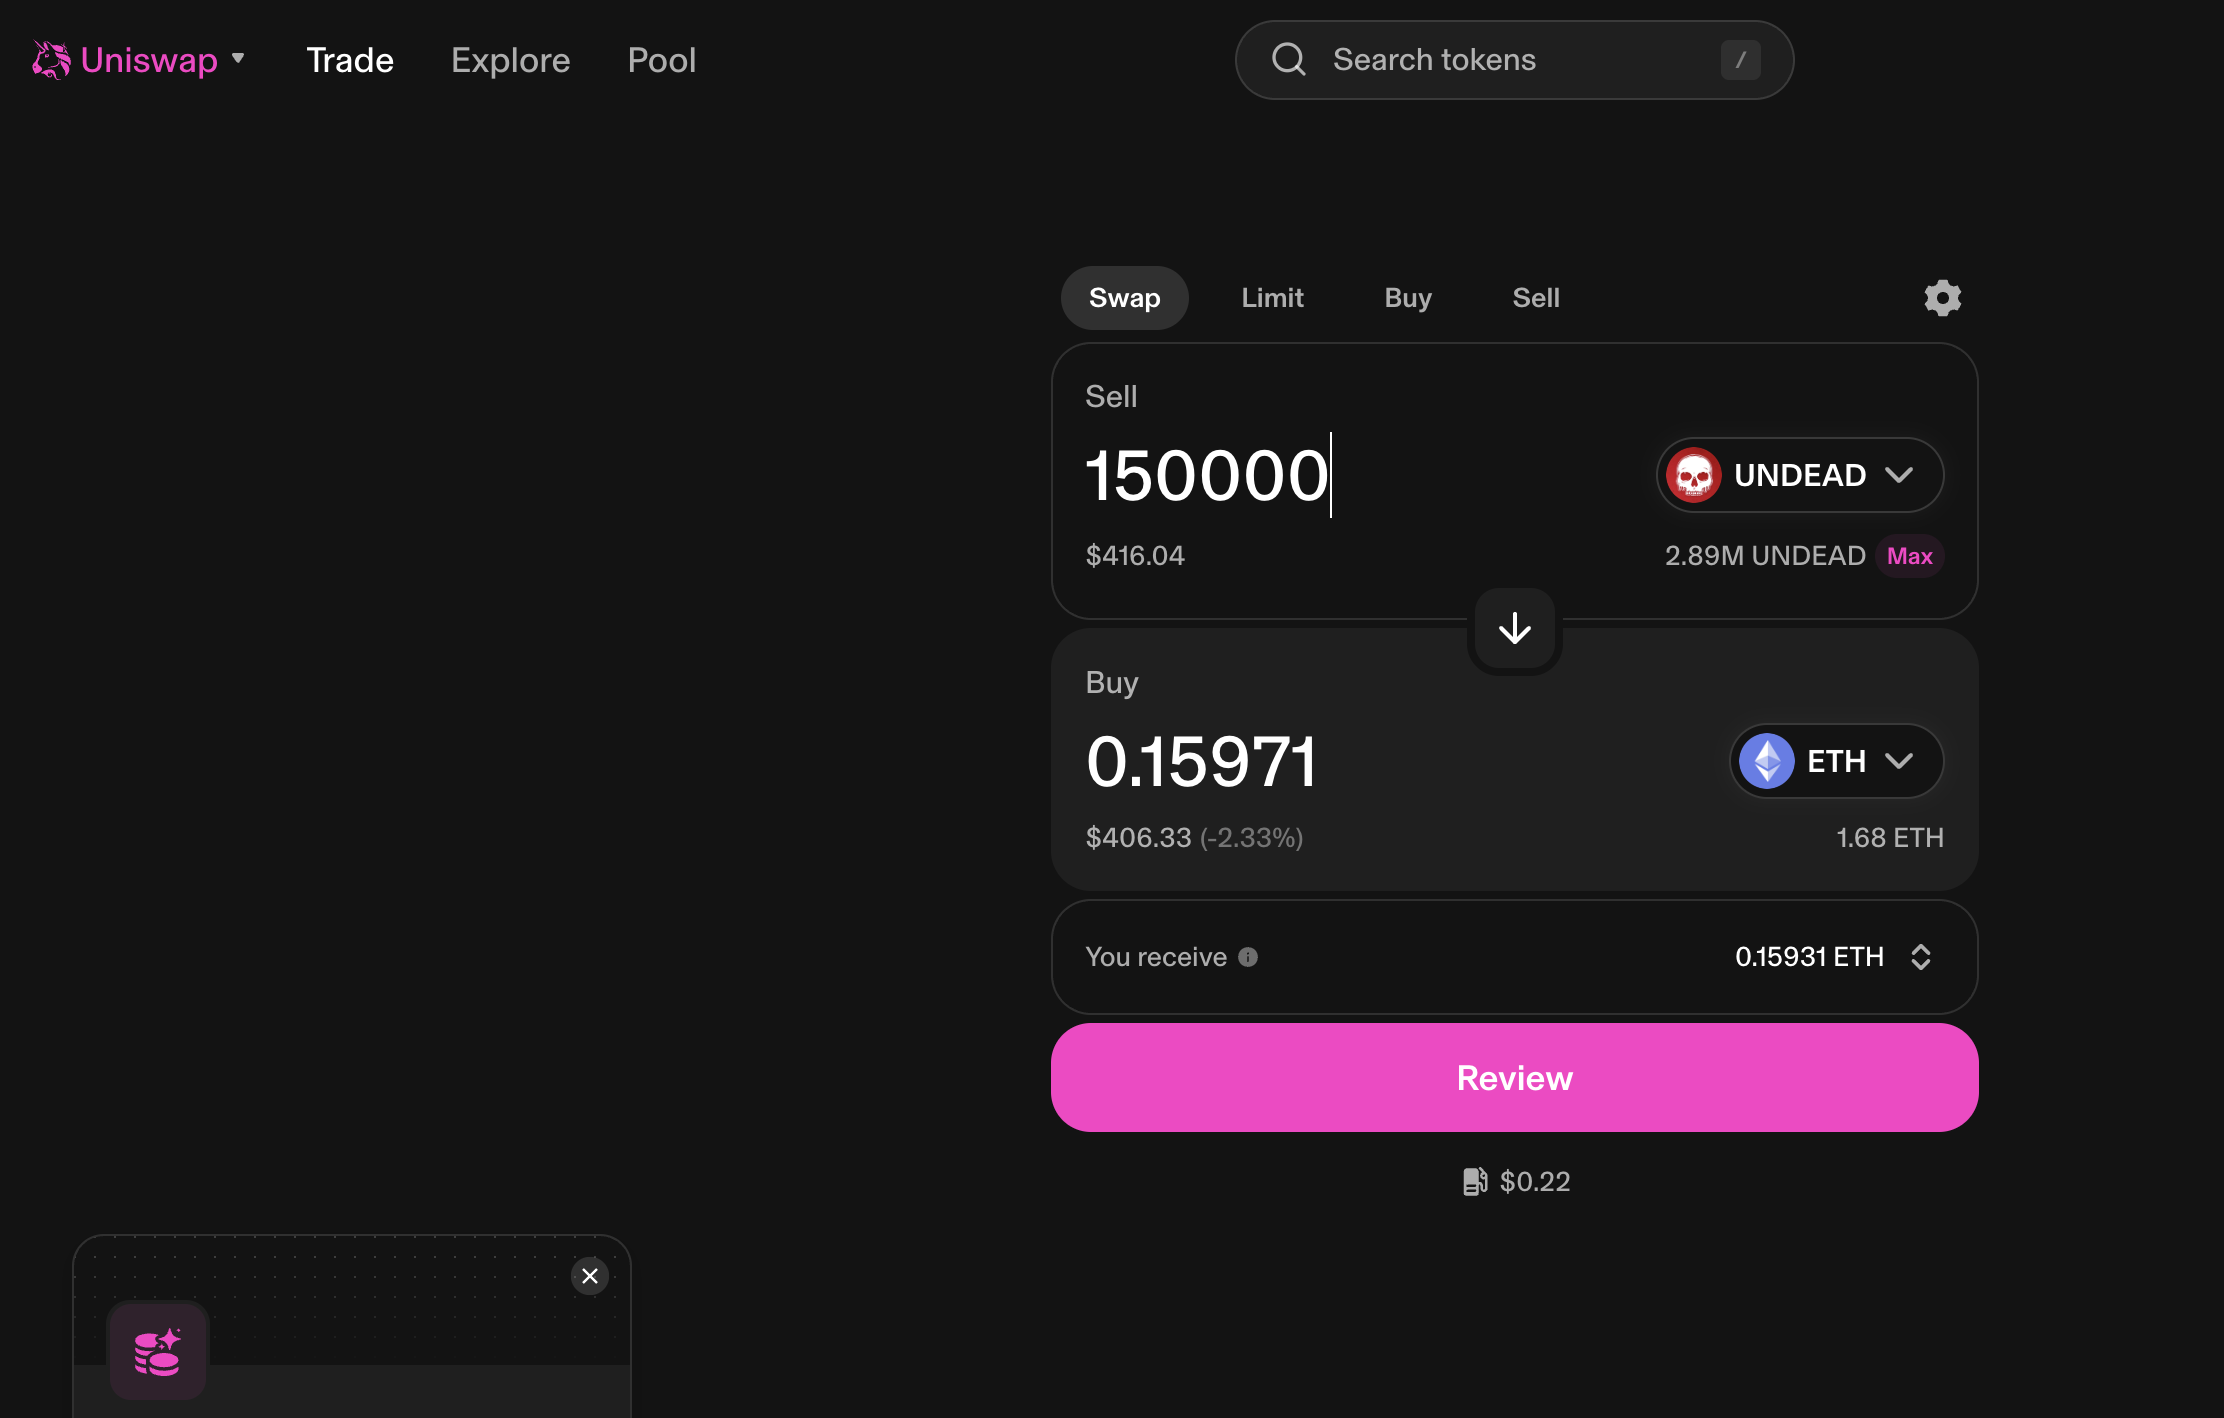 Uniswap
Trade
Explore
Pool
Search tokens
/
Swap
Limit
Buy
Sell
Sell
150000
UNDEAD
$416.04
2.89M UNDEAD
Max
Buy
0.15971
ETH
$406.33 (-2.33%)
1.68 ETH
You receive
0.15931 ETH
Review
$0.22